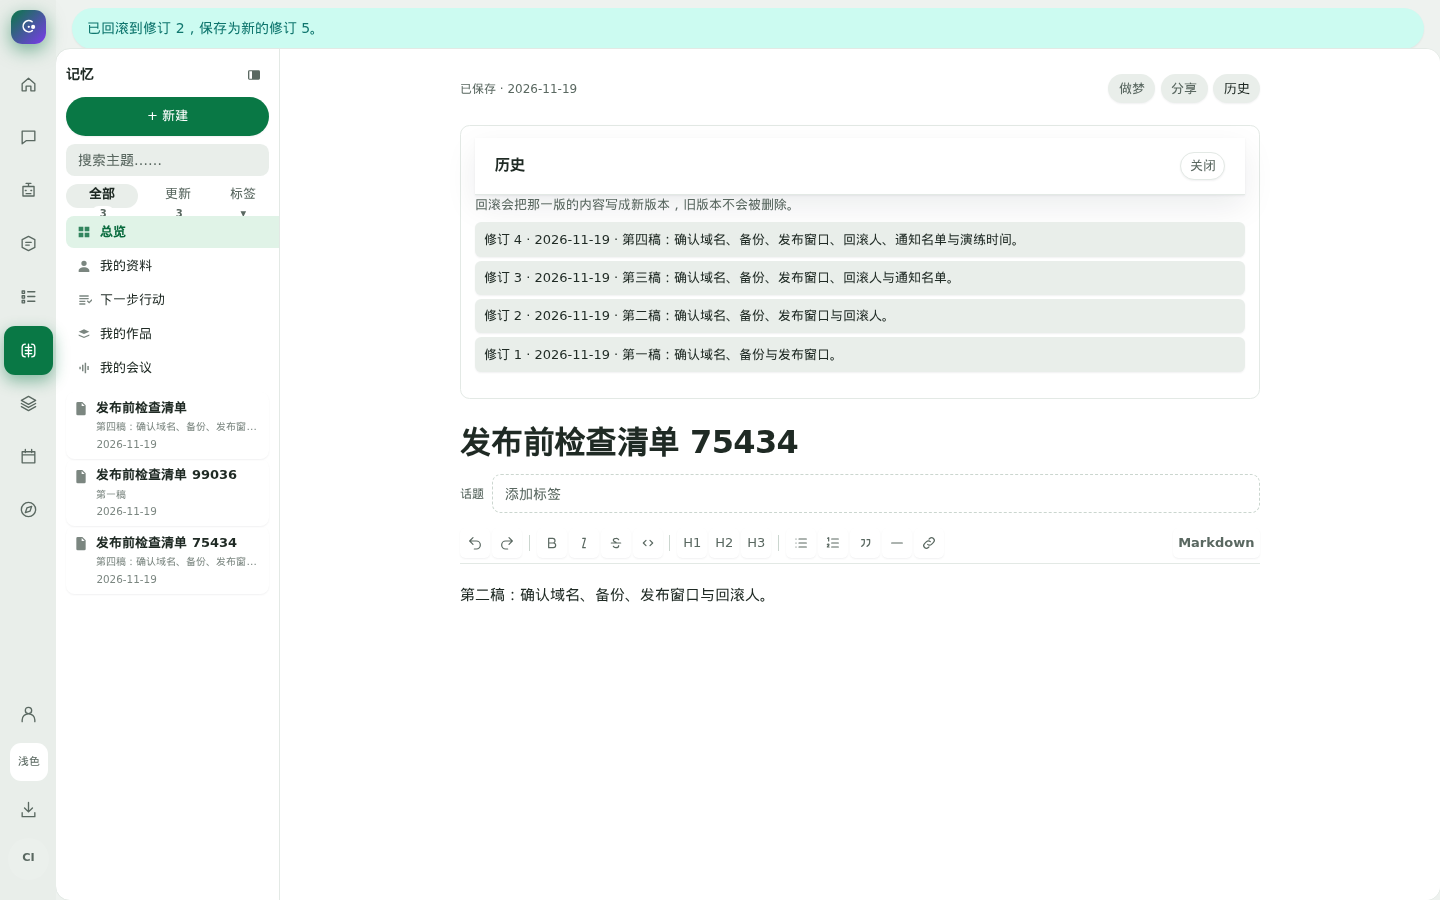 已回滚到修订 2，保存为新的修订 5。
记忆
+ 新建
搜索主题……
全部 3
更新 3
标签 ▾
总览
我的资料
下一步行动
我的作品
我的会议
发布前检查清单
第四稿：确认域名、备份、发布窗…
2026-11-19
发布前检查清单 99036
第一稿
2026-11-19
发布前检查清单 75434
第四稿：确认域名、备份、发布窗…
2026-11-19
浅色
CI
已保存 · 2026-11-19
做梦
分享
历史
历史
关闭
回滚会把那一版的内容写成新版本，旧版本不会被删除。
修订 4 · 2026-11-19 · 第四稿：确认域名、备份、发布窗口、回滚人、通知名单与演练时间。
修订 3 · 2026-11-19 · 第三稿：确认域名、备份、发布窗口、回滚人与通知名单。
修订 2 · 2026-11-19 · 第二稿：确认域名、备份、发布窗口与回滚人。
修订 1 · 2026-11-19 · 第一稿：确认域名、备份与发布窗口。
发布前检查清单 75434
话题
添加标签
B I S H1 H2 H3
Markdown
第二稿：确认域名、备份、发布窗口与回滚人。